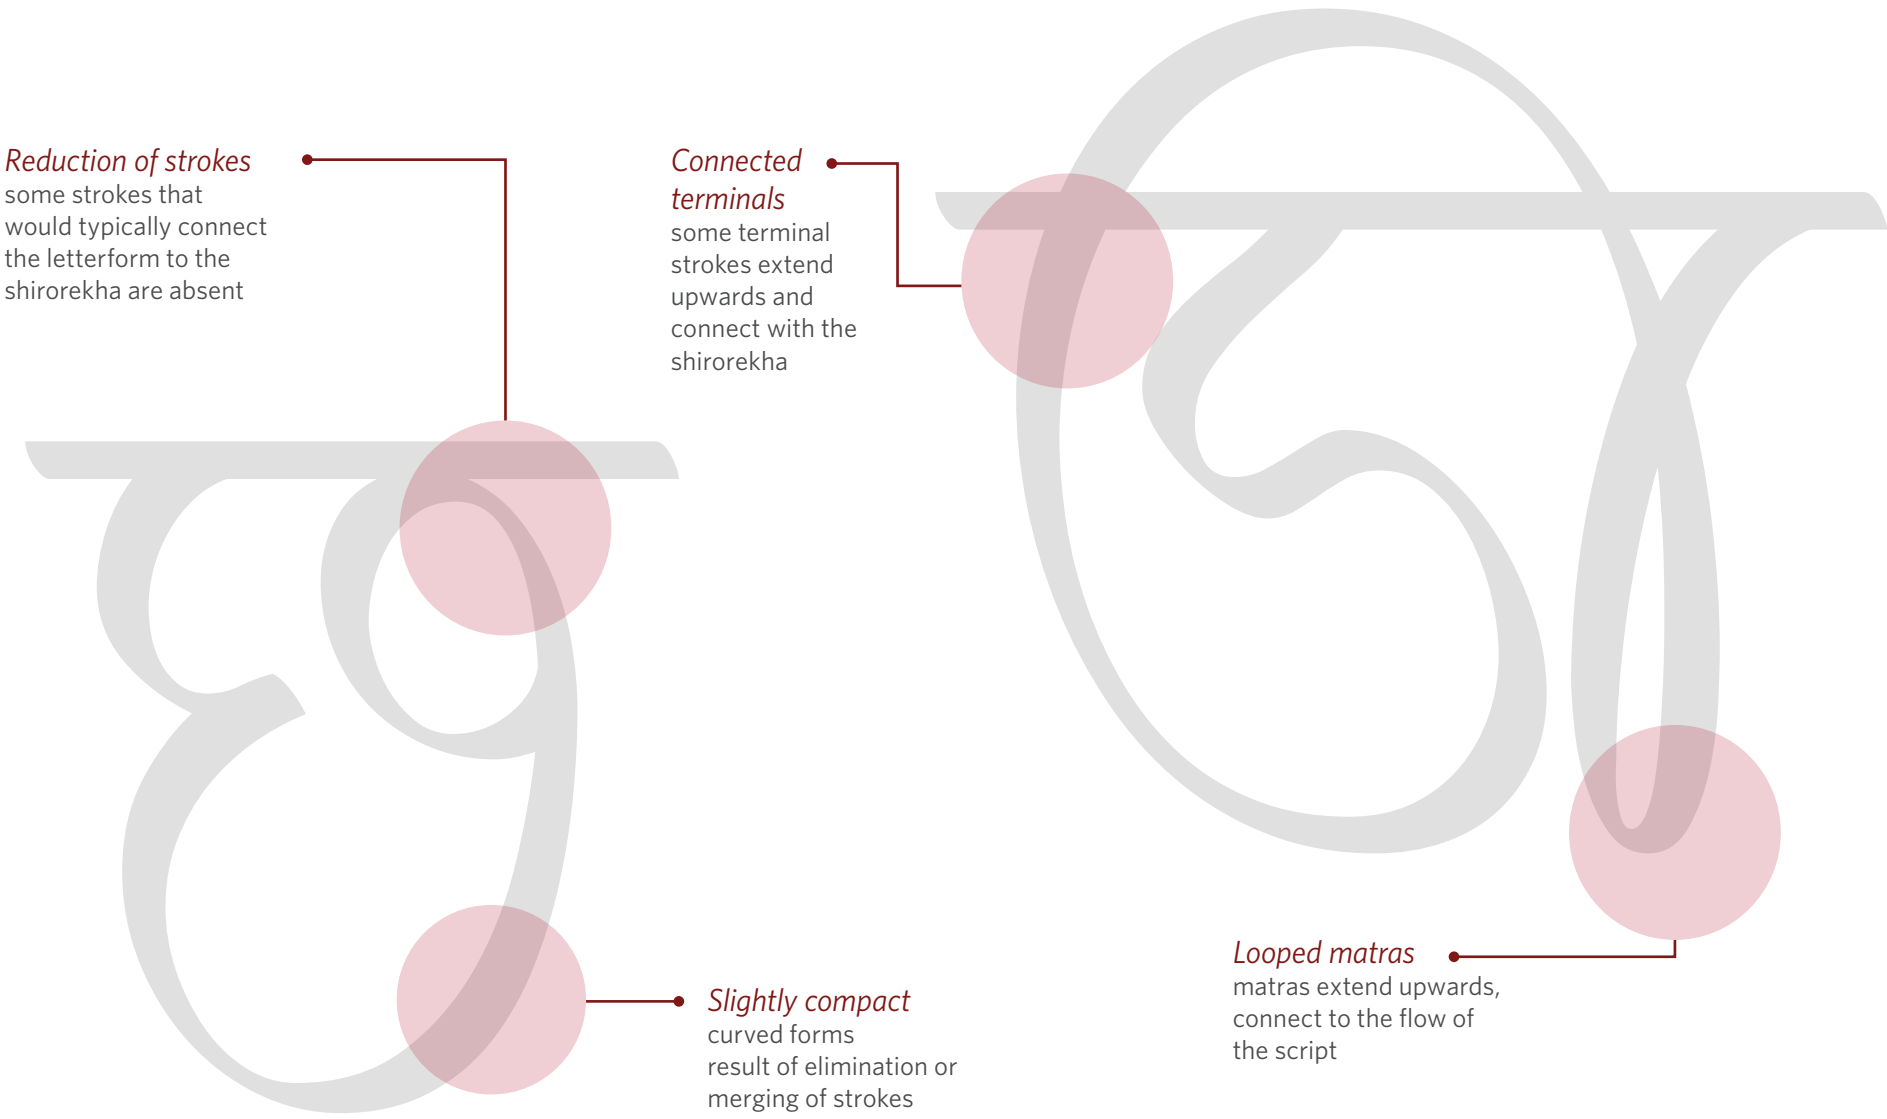 Reduction of strokes
some strokes that
would typically connect
the letterform to the
shirorekha are absent
Connected
terminals
some terminal
strokes extend
upwards and
connect with the
shirorekha
Slightly compact
curved forms
result of elimination or
merging of strokes
Looped matras
matras extend upwards,
connect to the flow of
the script